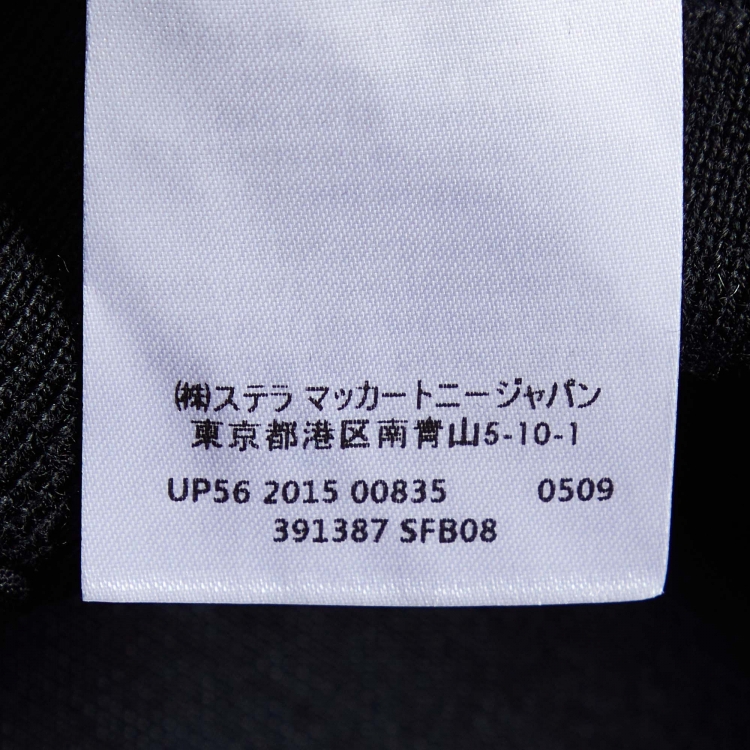 ㈱ステラ マッカートニージャパン
東京都港区南青山5-10-1
UP56 2015 00835 0509
391387 SFB08